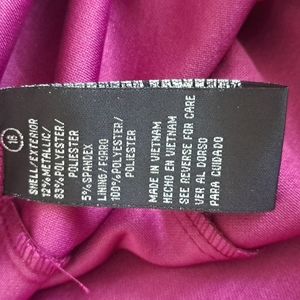 18
SHELL/EXTERIOR
12%METALLIC/
83%POLYESTER/
POLIESTER
5%SPANDEX
LINING/FORRO
100%POLYESTER/
POLIESTER
MADE IN VIETNAM
HECHO EN VIETNAM
SEE REVERSE FOR CARE
VER AL DORSO
PARA CUIDADO